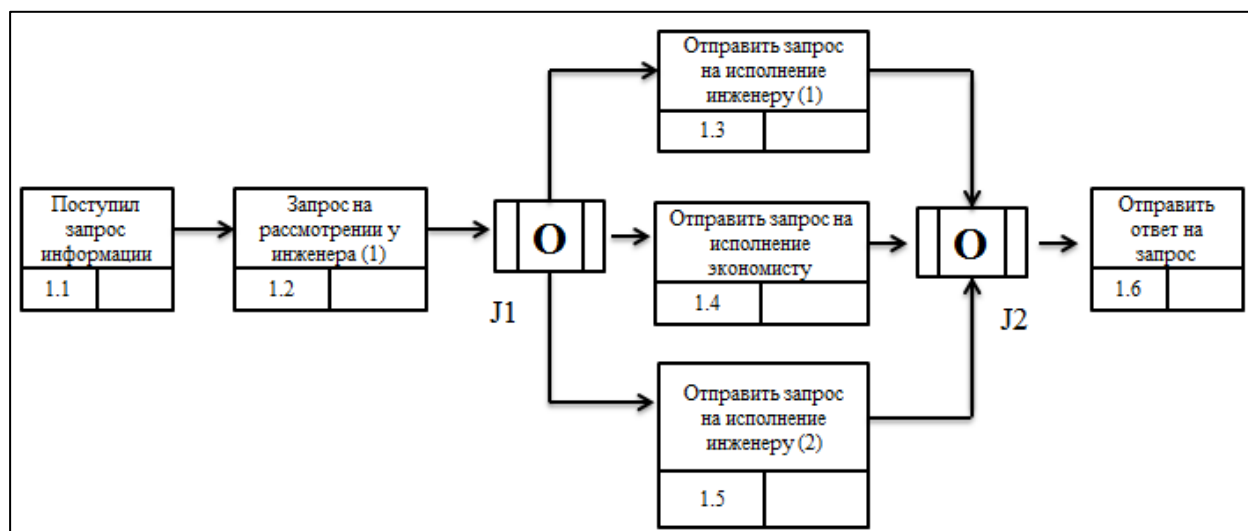 Поступил
запрос
информации
1.1
Запрос на
рассмотрении у
инженера (1)
1.2
O
J1
Отправить запрос
на исполнение
инженеру (1)
1.3
Отправить запрос на
исполнение
экономисту
1.4
Отправить запрос
на исполнение
инженеру (2)
1.5
O
J2
Отправить
ответ на
запрос
1.6